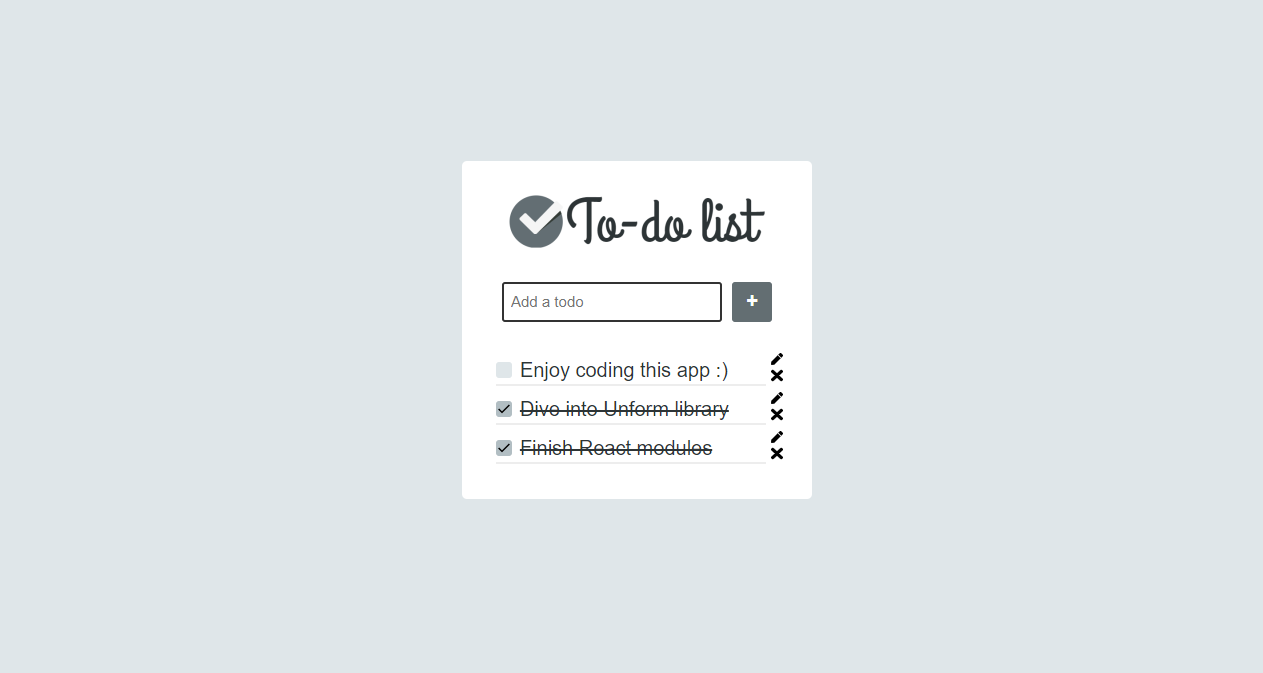 To-do list
Add a todo
+
Enjoy coding this app :)
Dive into Unform library
Finish React modules